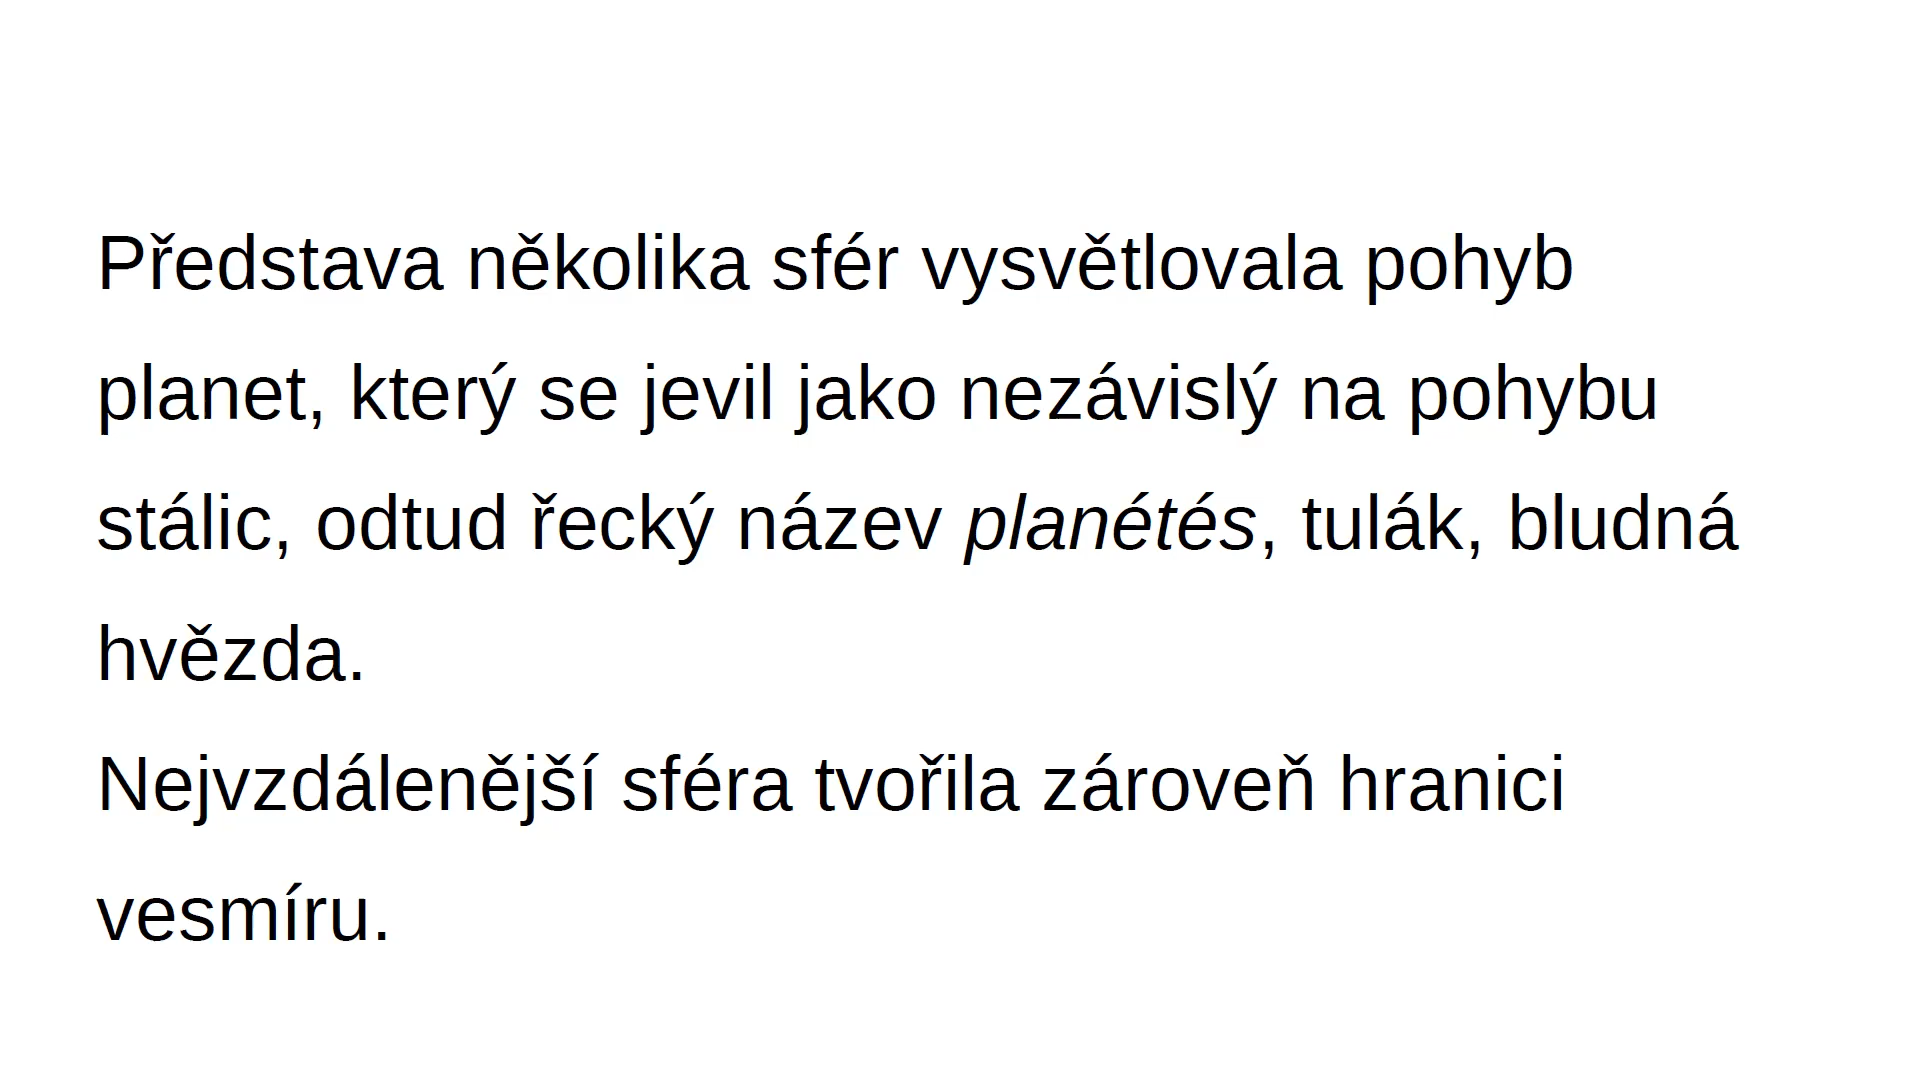 Představa několika sfér vysvětlovala pohyb
planet, který se jevil jako nezávislý na pohybu
stálic, odtud řecký název planétés, tulák, bludná
hvězda.
Nejvzdálenější sféra tvořila zároveň hranici
vesmíru.